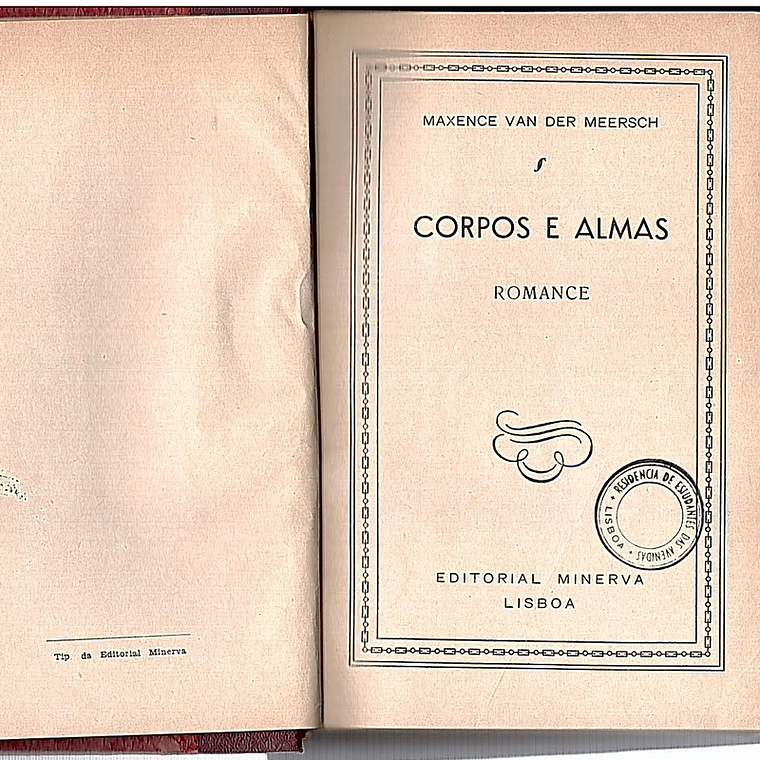 Tip. da Editorial Minerva
MAXENCE VAN DER MEERSCH
CORPOS E ALMAS
ROMANCE
RESIDENCIA DE ESTUDANTES DAS AVENIDAS
• LISBOA •
EDITORIAL MINERVA
LISBOA